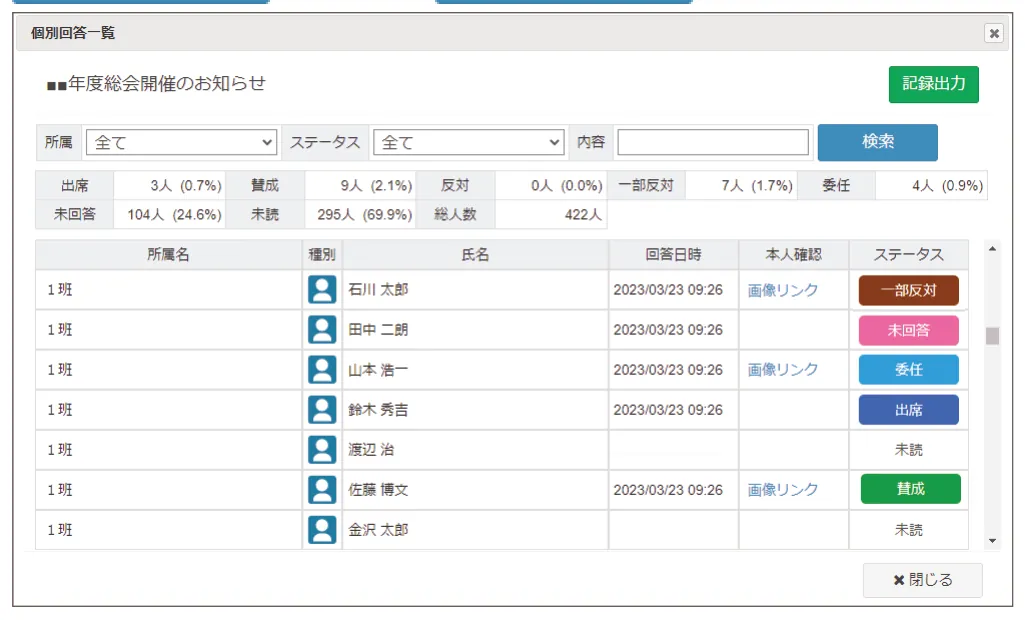 個別回答一覧
■■年度総会開催のお知らせ
記録出力
所属 全て ステータス 全て 内容 検索
出席 3人 (0.7%) 賛成 9人 (2.1%) 反対 0人 (0.0%) 一部反対 7人 (1.7%) 委任 4人 (0.9%)
未回答 104人 (24.6%) 未読 295人 (69.9%) 総人数 422人
所属名 種別 氏名 回答日時 本人確認 ステータス
1班 石川 太郎 2023/03/23 09:26 画像リンク 一部反対
1班 田中 二朗 2023/03/23 09:26 未回答
1班 山本 浩一 2023/03/23 09:26 画像リンク 委任
1班 鈴木 秀吉 2023/03/23 09:26 出席
1班 渡辺 治 未読
1班 佐藤 博文 2023/03/23 09:26 画像リンク 賛成
1班 金沢 太郎 未読
✖閉じる